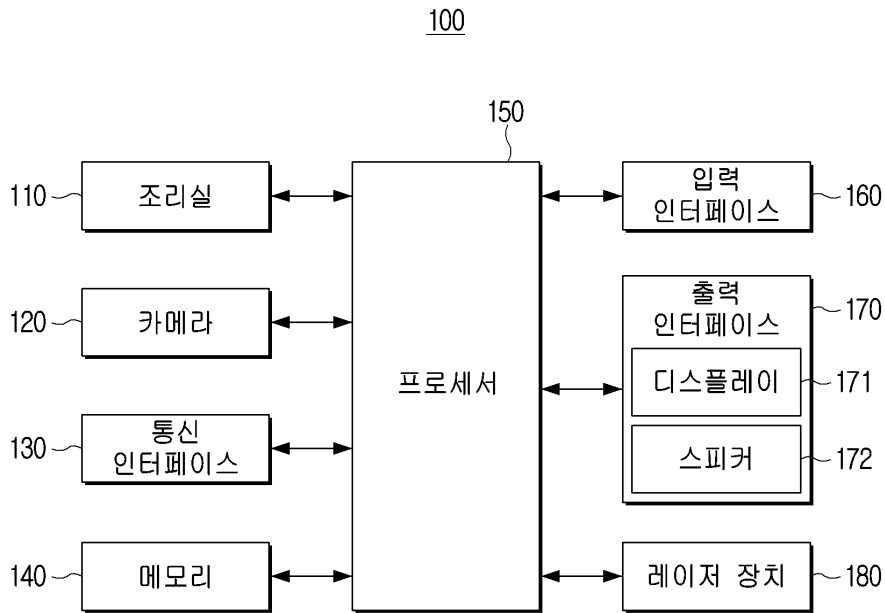 100
150
110
조리실
입력
인터페이스
160
120
카메라
출력
인터페이스
170
프로세서
디스플레이
171
130
통신
인터페이스
스피커
172
140
메모리
레이저 장치
180